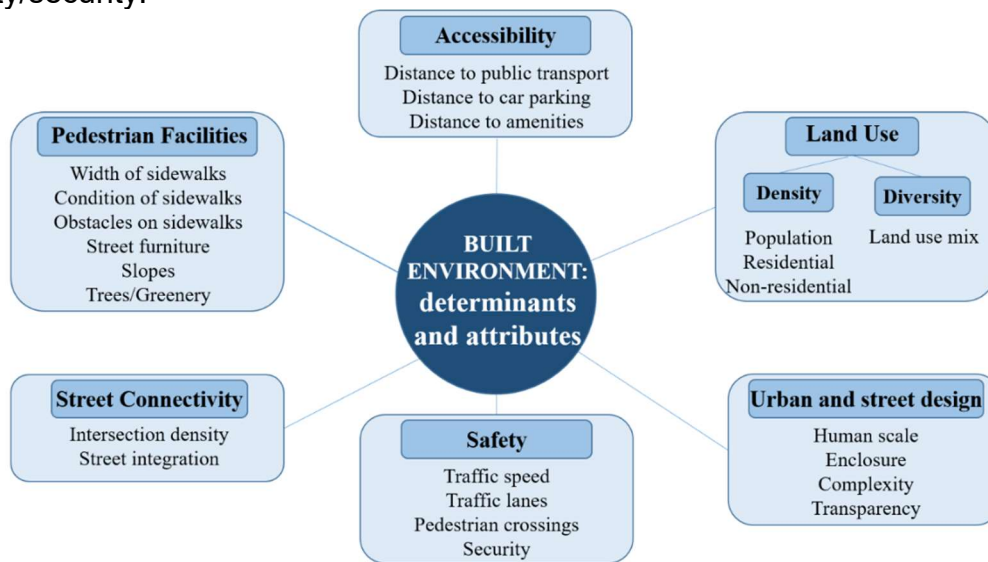 ty/security.
Accessibility
Distance to public transport
Distance to car parking
Distance to amenities
Pedestrian Facilities
Width of sidewalks
Condition of sidewalks
Obstacles on sidewalks
Street furniture
Slopes
Trees/Greenery
Land Use
Density
Population
Residential
Non-residential
Diversity
Land use mix
BUILT
ENVIRONMENT:
determinants
and attributes
Street Connectivity
Intersection density
Street integration
Safety
Traffic speed
Traffic lanes
Pedestrian crossings
Security
Urban and street design
Human scale
Enclosure
Complexity
Transparency